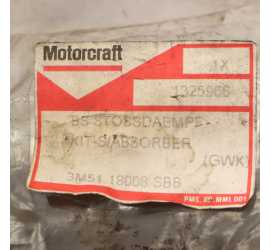 Motorcraft
1X
1325966
BS STOSSDAEMPF
KIT-S/ABSORBER
(GWK)
3M51 18008 SBB